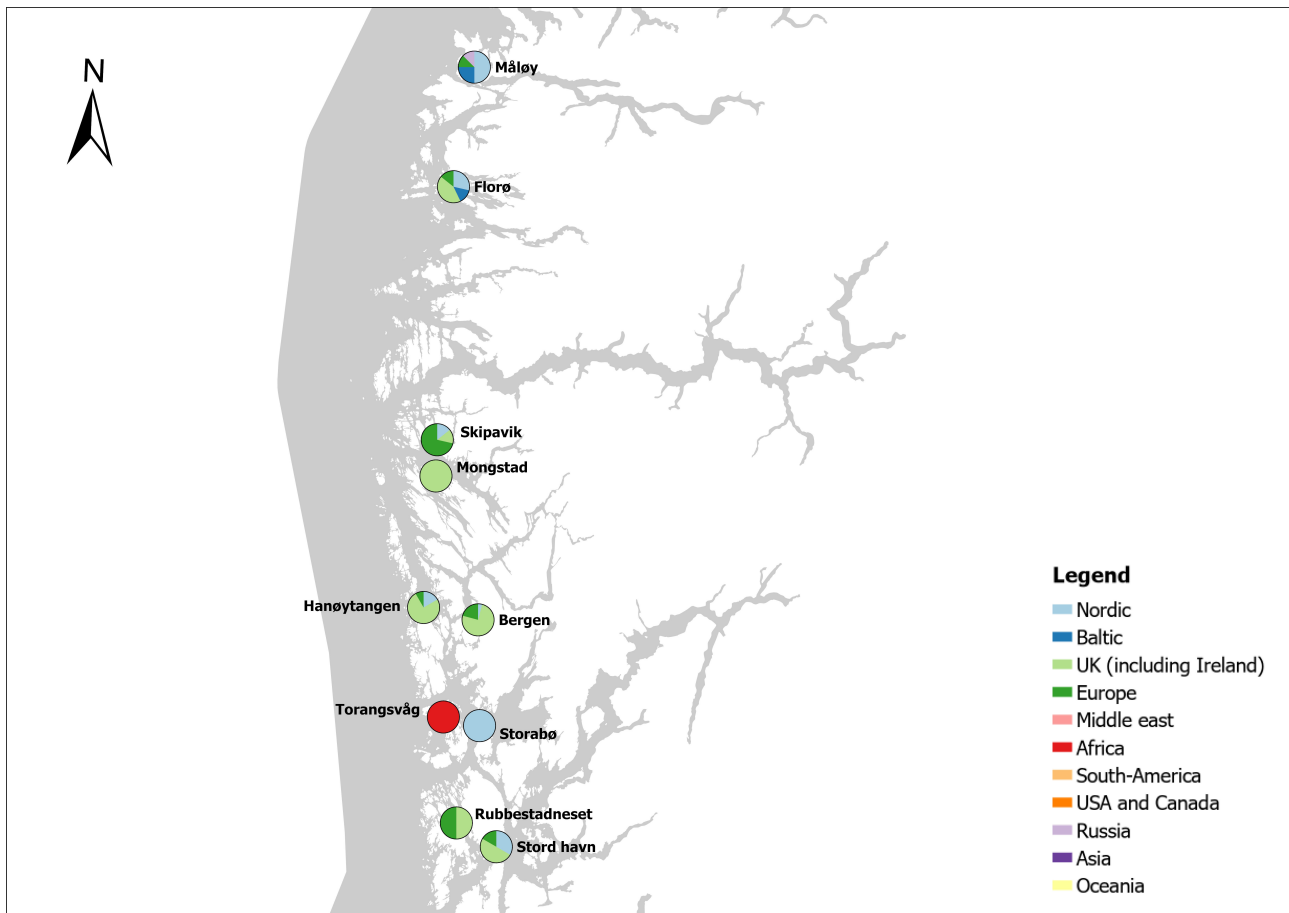 N
Måløy
Florø
Skipavik
Mongstad
Hanøytangen
Bergen
Torangsvåg
Storabø
Rubbestadneset
Stord havn
Legend
Nordic
Baltic
UK (including Ireland)
Europe
Middle east
Africa
South-America
USA and Canada
Russia
Asia
Oceania